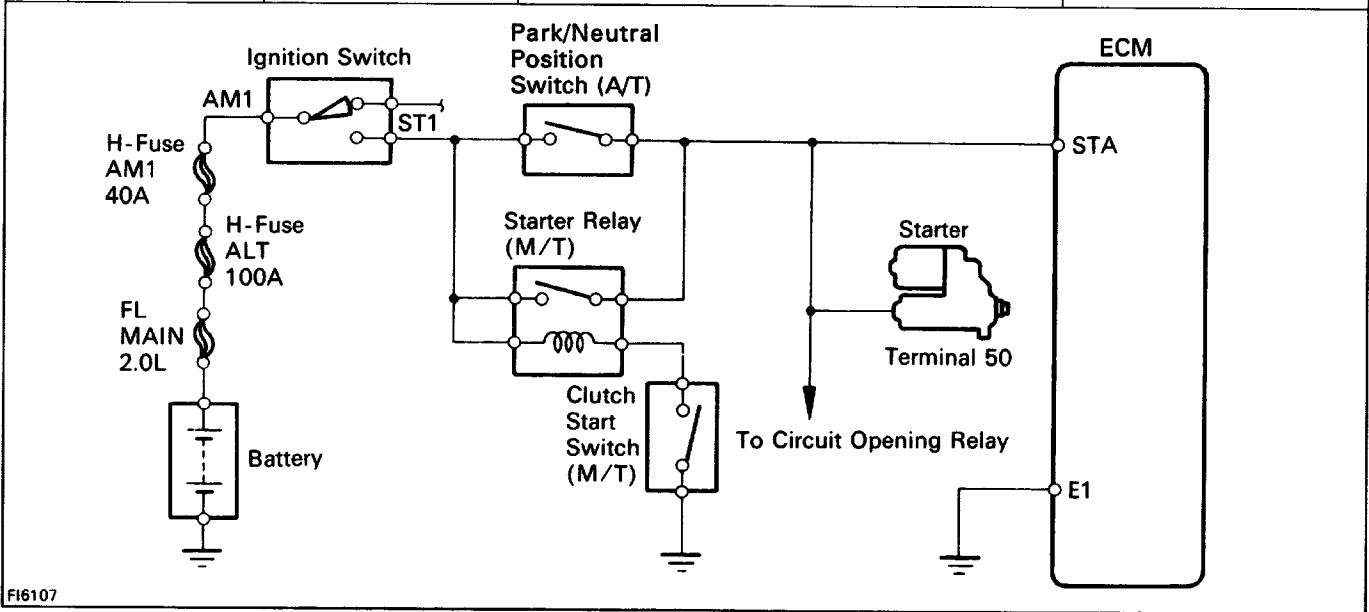 Ignition Switch
AM1
ST1
Park/Neutral
Position
Switch (A/T)
ECM
STA
H-Fuse
AM1
40A
H-Fuse
ALT
100A
FL
MAIN
2.0L
Battery
Starter Relay
(M/T)
Clutch
Start
Switch
(M/T)
Starter
Terminal 50
To Circuit Opening Relay
E1
FI6107